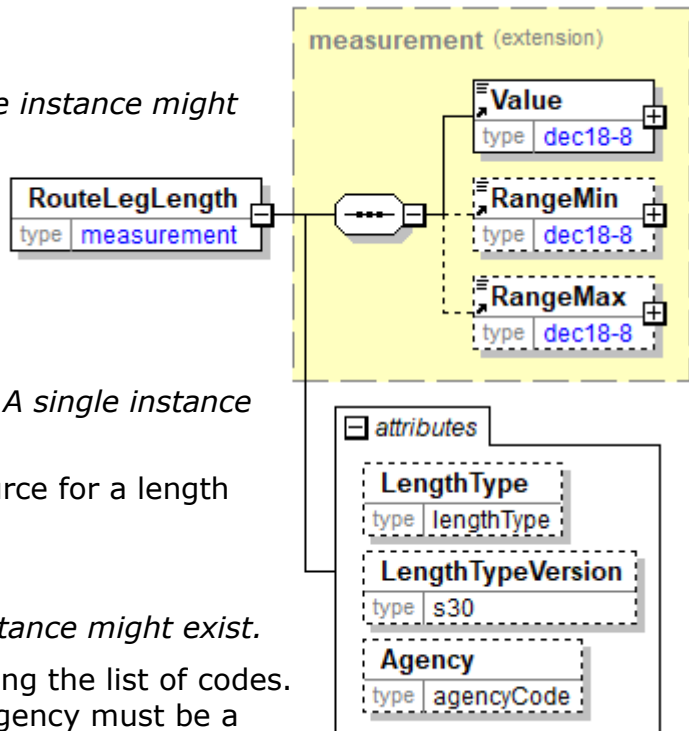 measurement (extension)
e instance might
Value
type dec18-8
RouteLegLength
type measurement
RangeMin
type dec18-8
RangeMax
type dec18-8
A single instance
attributes
rce for a length
LengthType
type lengthType
LengthTypeVersion
type s30
tance might exist.
Agency
type agencyCode
ng the list of codes.
gency must be a